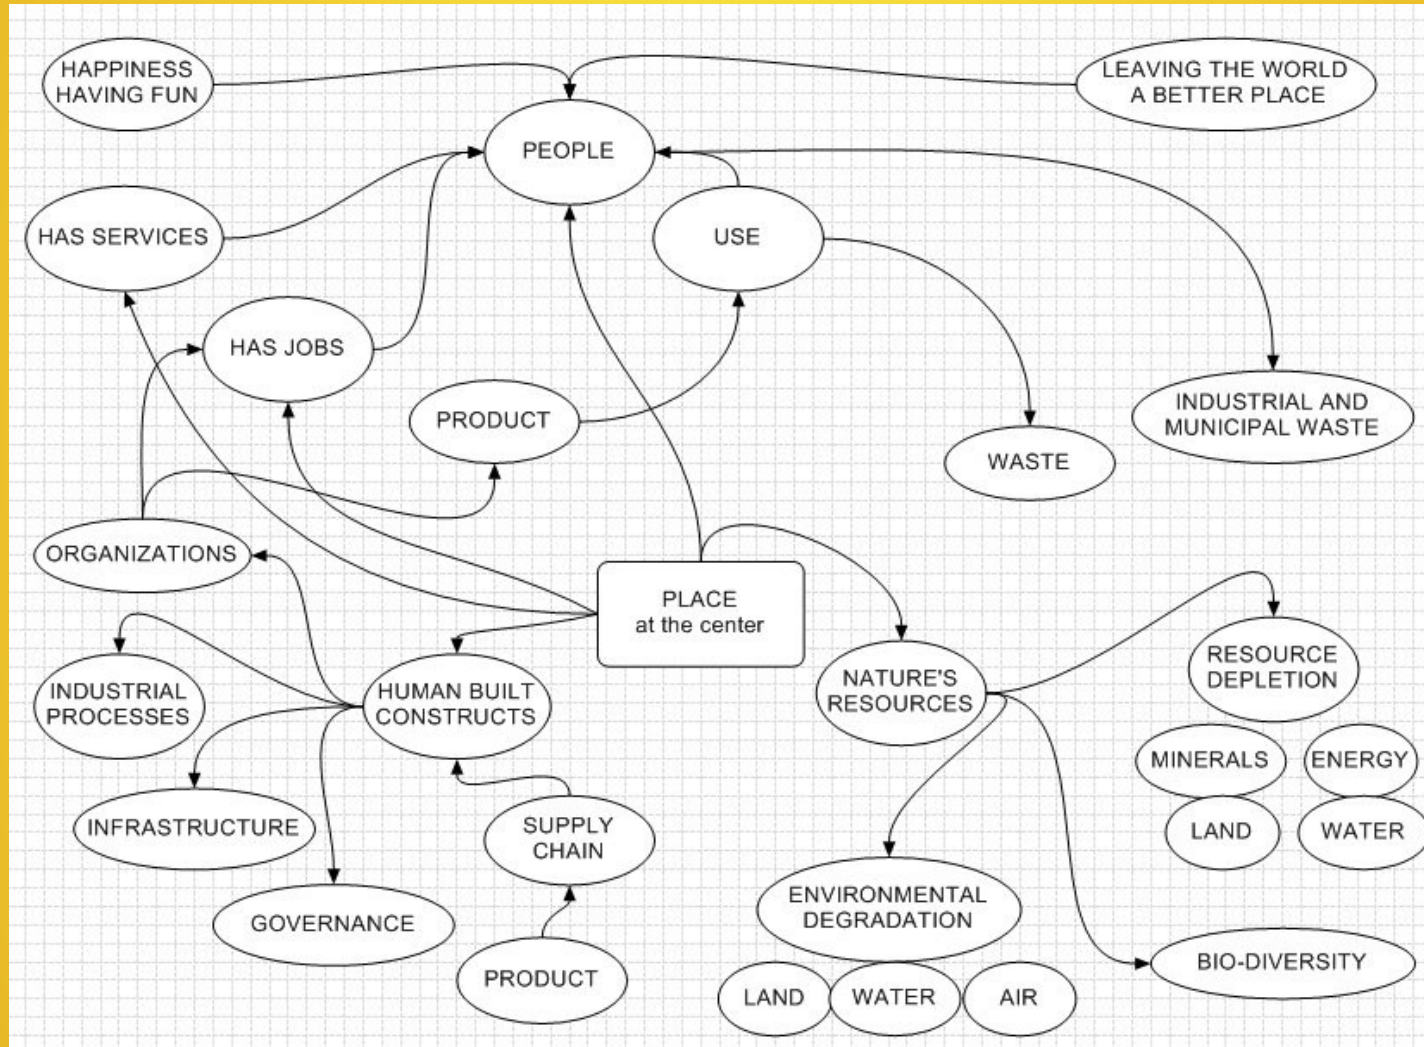 HAPPINESS
HAVING FUN
LEAVING THE WORLD
A BETTER PLACE
PEOPLE
HAS SERVICES
USE
HAS JOBS
PRODUCT
INDUSTRIAL AND
MUNICIPAL WASTE
WASTE
ORGANIZATIONS
PLACE
at the center
INDUSTRIAL
PROCESSES
HUMAN BUILT
CONSTRUCTS
NATURE'S
RESOURCES
RESOURCE
DEPLETION
MINERALS
ENERGY
LAND
WATER
INFRASTRUCTURE
SUPPLY
CHAIN
GOVERNANCE
ENVIRONMENTAL
DEGRADATION
PRODUCT
BIO-DIVERSITY
LAND
WATER
AIR